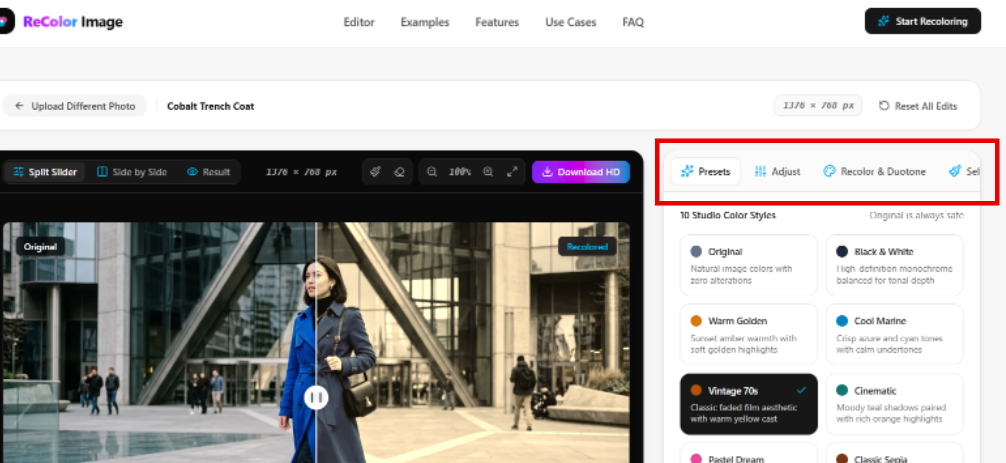 ReColor Image
Editor Examples Features Use Cases FAQ
Start Recoloring
Upload Different Photo
Cobalt Trench Coat
1376 × 768 px
Reset All Edits
Split Slider Side by Side Result
1376 × 768 px
100%
Download HD
Original
Recolored
Presets Adjust Recolor & Duotone Sel
10 Studio Color Styles
Original is always safe
Original
Natural image colors with
zero alterations
Black & White
High-definition monochrome
balanced for tonal depth
Warm Golden
Sunset amber warmth with
soft golden highlights
Cool Marine
Crisp azure and cyan tones
with calm undertones
Vintage 70s
Classic faded film aesthetic
with warm yellow cast
Cinematic
Moody teal shadows paired
with rich orange highlights
Pastel Dream
Classic Sepia